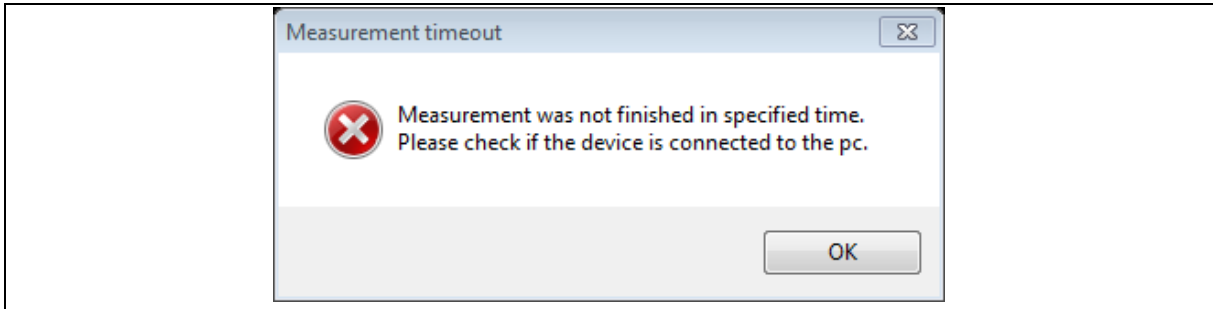 Measurement timeout
Measurement was not finished in specified time.
Please check if the device is connected to the pc.
OK